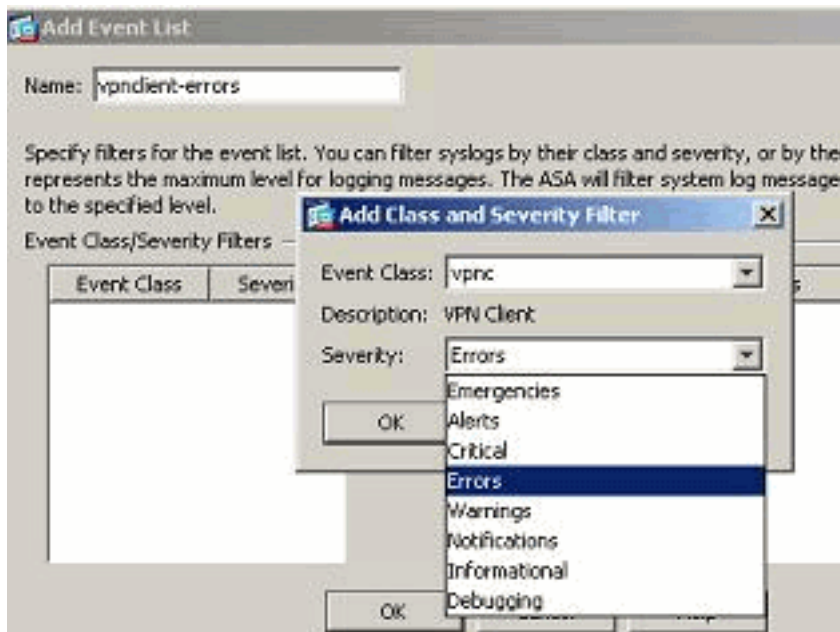 Add Event List
Name: vpnclient-errors
Specify filters for the event list. You can filter syslogs by their class and severity, or by the
represents the maximum level for logging messages. The ASA will filter system log message
to the specified level.
Event Class/Severity Filters
Event Class Severi
Add Class and Severity Filter
Event Class: vpnc
Description: VPN Client
Severity: Errors
Emergencies
Alerts
Critical
Errors
Warnings
Notifications
Informational
Debugging
OK
OK